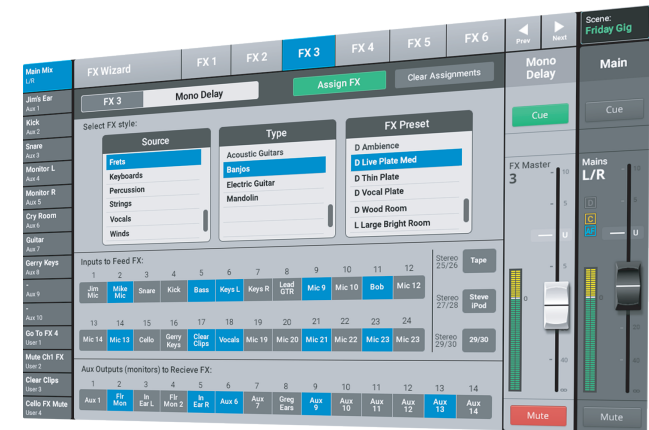 Main Mix
L/R
Jim's Ear
Aux 1
Kick
Aux 2
Snare
Aux 3
Monitor L
Aux 4
Monitor R
Aux 5
Cry Room
Aux 6
Guitar
Aux 7
Gerry Keys
Aux 8
-
Aux 9
-
Aux 10
Go To FX 4
User 1
Mute Ch1 FX
User 2
Clear Clips
User 3
Cello FX Mute
User 4
FX Wizard
FX 1
FX 2
FX 3
FX 4
FX 5
FX 6
FX 3
Mono Delay
Assign FX
Clear Assignments
Select FX style:
Source
Frets
Keyboards
Percussion
Strings
Vocals
Winds
Type
Acoustic Guitars
Banjos
Electric Guitar
Mandolin
FX Preset
D Ambience
D Live Plate Med
D Thin Plate
D Vocal Plate
D Wood Room
L Large Bright Room
Inputs to Feed FX:
1 2 3 4 5 6 7 8 9 10 11 12
Jim Mic
Mike Mic
Snare
Kick
Bass
Keys L
Keys R
Lead GTR
Mic 9
Mic 10
Bob
Mic 12
Stereo 25/26
Tape
13 14 15 16 17 18 19 20 21 22 23 24
Mic 14
Mic 13
Cello
Gerry Keys
Clear Clips
Vocals
Mic 19
Mic 20
Mic 21
Mic 22
Mic 23
Mic 23
Stereo 27/28
Steve iPod
Stereo 29/30
29/30
Aux Outputs (monitors) to Recieve FX:
1 2 3 4 5 6 7 8 9 10 11 12 13 14
Aux 1
Flr Mon
In Ear L
Flr Mon 2
In Ear R
Aux 6
Aux 7
Greg Ears
Aux 9
Aux 10
Aux 11
Aux 12
Aux 13
Aux 14
Prev
Next
Mono
Delay
Cue
FX Master
3
10
5
U
5
0
40
∞
Mute
Scene:
Friday Gig
Main
Cue
Mains
L/R
D
C
AF
10
5
U
0
20
40
∞
Mute